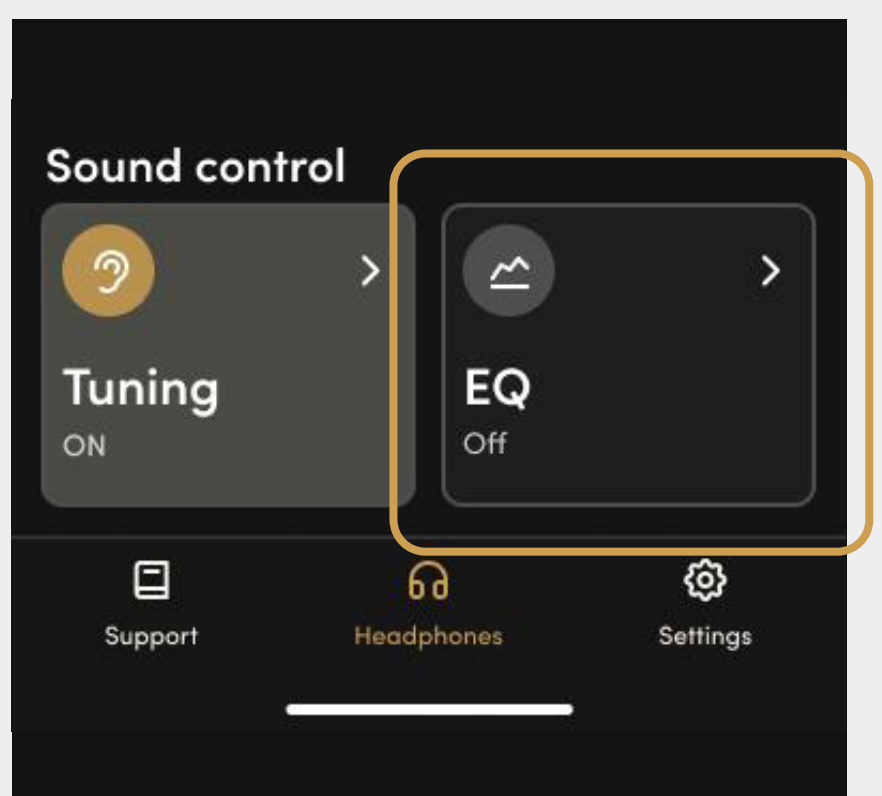 Sound control
Tuning
ON
EQ
Off
Support
Headphones
Settings